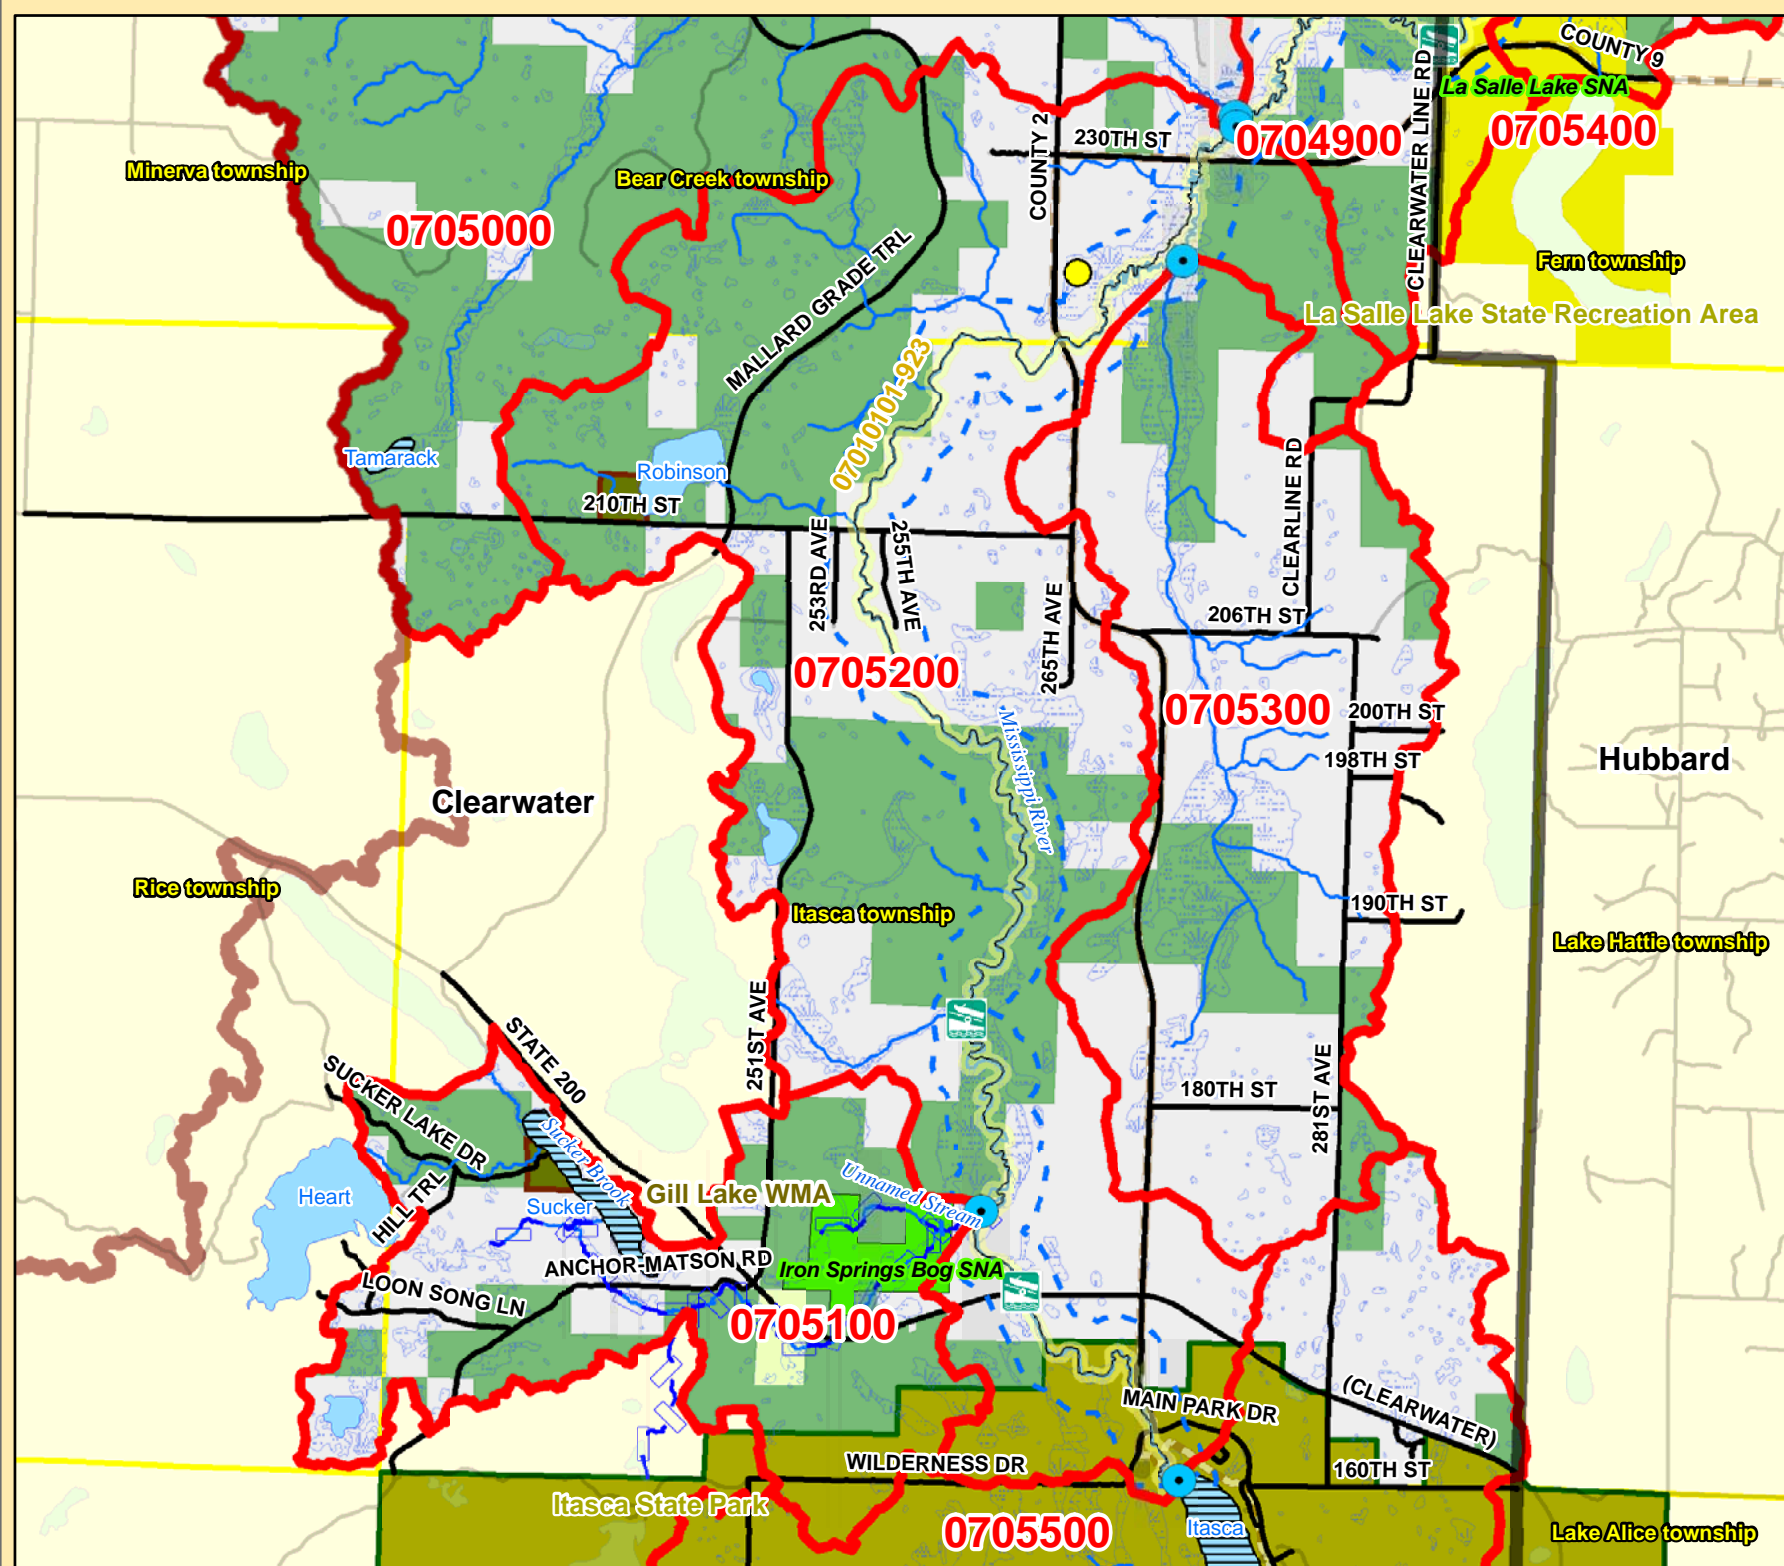 COUNTY 9
La Salle Lake SNA
0704900
0705400
230TH ST
COUNTY 2
CLEARWATER LINE RD
Minerva township
Bear Creek township
0705000
Fern township
MALLARD GRADE TRL
La Salle Lake State Recreation Area
07010101-923
Tamarack
Robinson
210TH ST
CLEARLINE RD
253RD AVE
255TH AVE
265TH AVE
206TH ST
0705200
0705300
200TH ST
198TH ST
Mississippi River
Hubbard
Clearwater
Rice township
Itasca township
190TH ST
Lake Hattie township
STATE 200
251ST AVE
SUCKER LAKE DR
180TH ST
281ST AVE
Sucker Brook
Heart
HILL TRL
Sucker
Gill Lake WMA
Unnamed Stream
ANCHOR-MATSON RD
Iron Springs Bog SNA
LOON SONG LN
0705100
MAIN PARK DR
(CLEARWATER)
WILDERNESS DR
160TH ST
Itasca State Park
0705500
Itasca
Lake Alice township